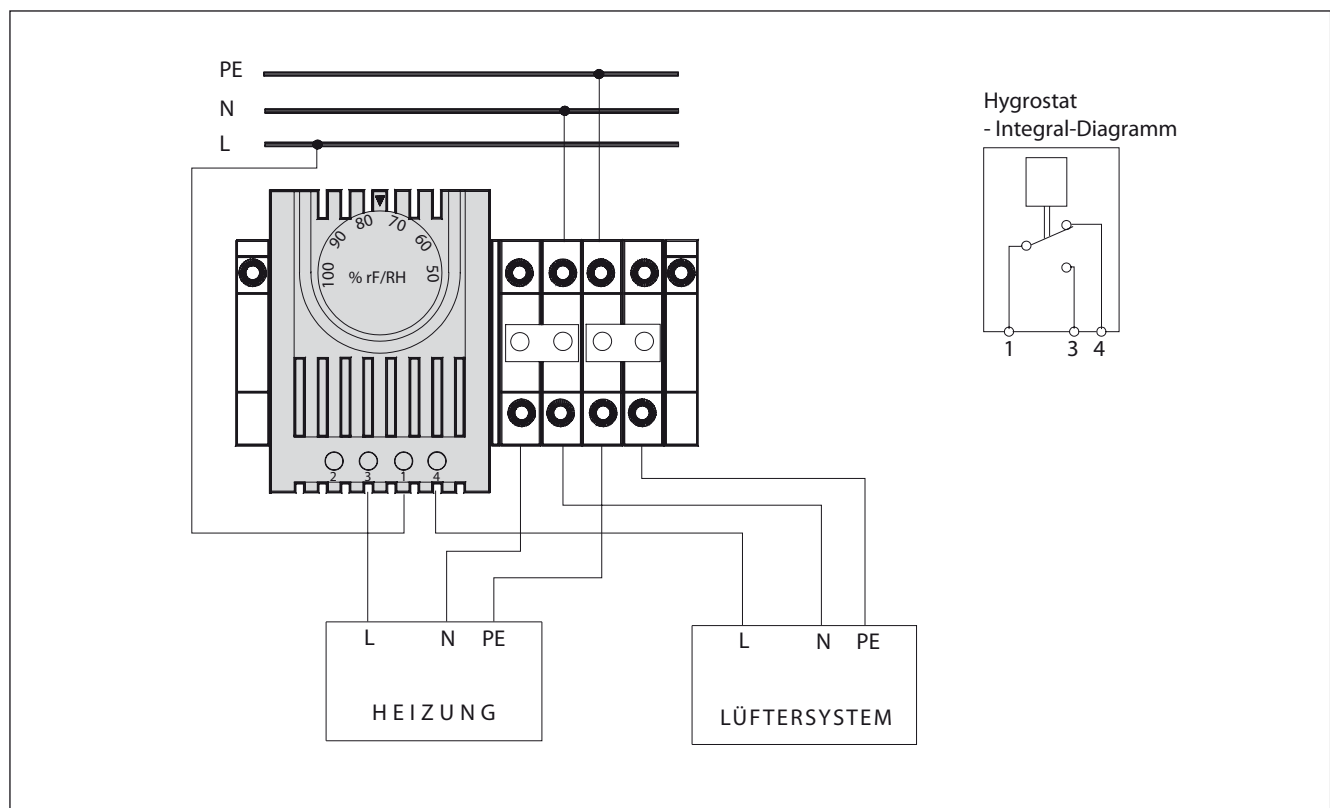 PE
N
L
Hygrostat
- Integral-Diagramm
100 90 80 70 60 50
% rF/RH
1 3 4
2 3 1 4
L N PE
HEIZUNG
L N PE
LÜFTERSYSTEM